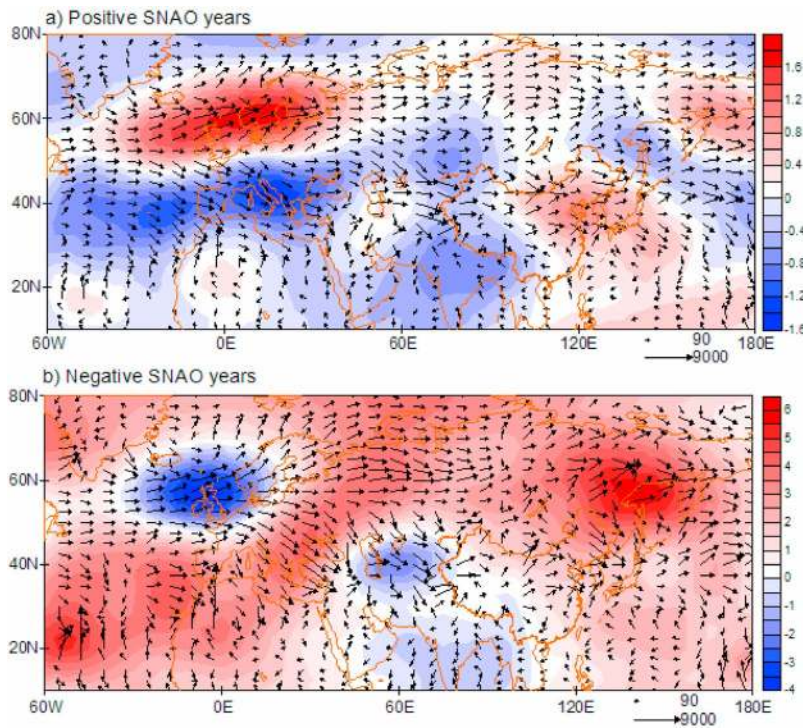 a) Positive SNAO years
80N
60N
40N
20N
60W 0E 60E 120E 180E
1.6
1.2
0.8
0.4
0
-0.4
-0.8
-1.2
-1.6
90
9000
b) Negative SNAO years
80N
60N
40N
20N
60W 0E 60E 120E 180E
6
5
4
3
2
1
0
-1
-2
-3
-4
90
9000